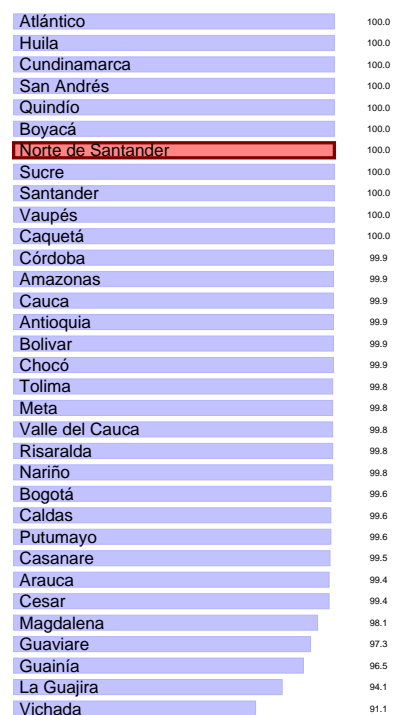 Atlántico 100.0
Huila 100.0
Cundinamarca 100.0
San Andrés 100.0
Quindío 100.0
Boyacá 100.0
Norte de Santander 100.0
Sucre 100.0
Santander 100.0
Vaupés 100.0
Caquetá 100.0
Córdoba 99.9
Amazonas 99.9
Cauca 99.9
Antioquia 99.9
Bolivar 99.9
Chocó 99.9
Tolima 99.8
Meta 99.8
Valle del Cauca 99.8
Risaralda 99.8
Nariño 99.8
Bogotá 99.6
Caldas 99.6
Putumayo 99.6
Casanare 99.5
Arauca 99.4
Cesar 99.4
Magdalena 98.1
Guaviare 97.3
Guainía 96.5
La Guajira 94.1
Vichada 91.1